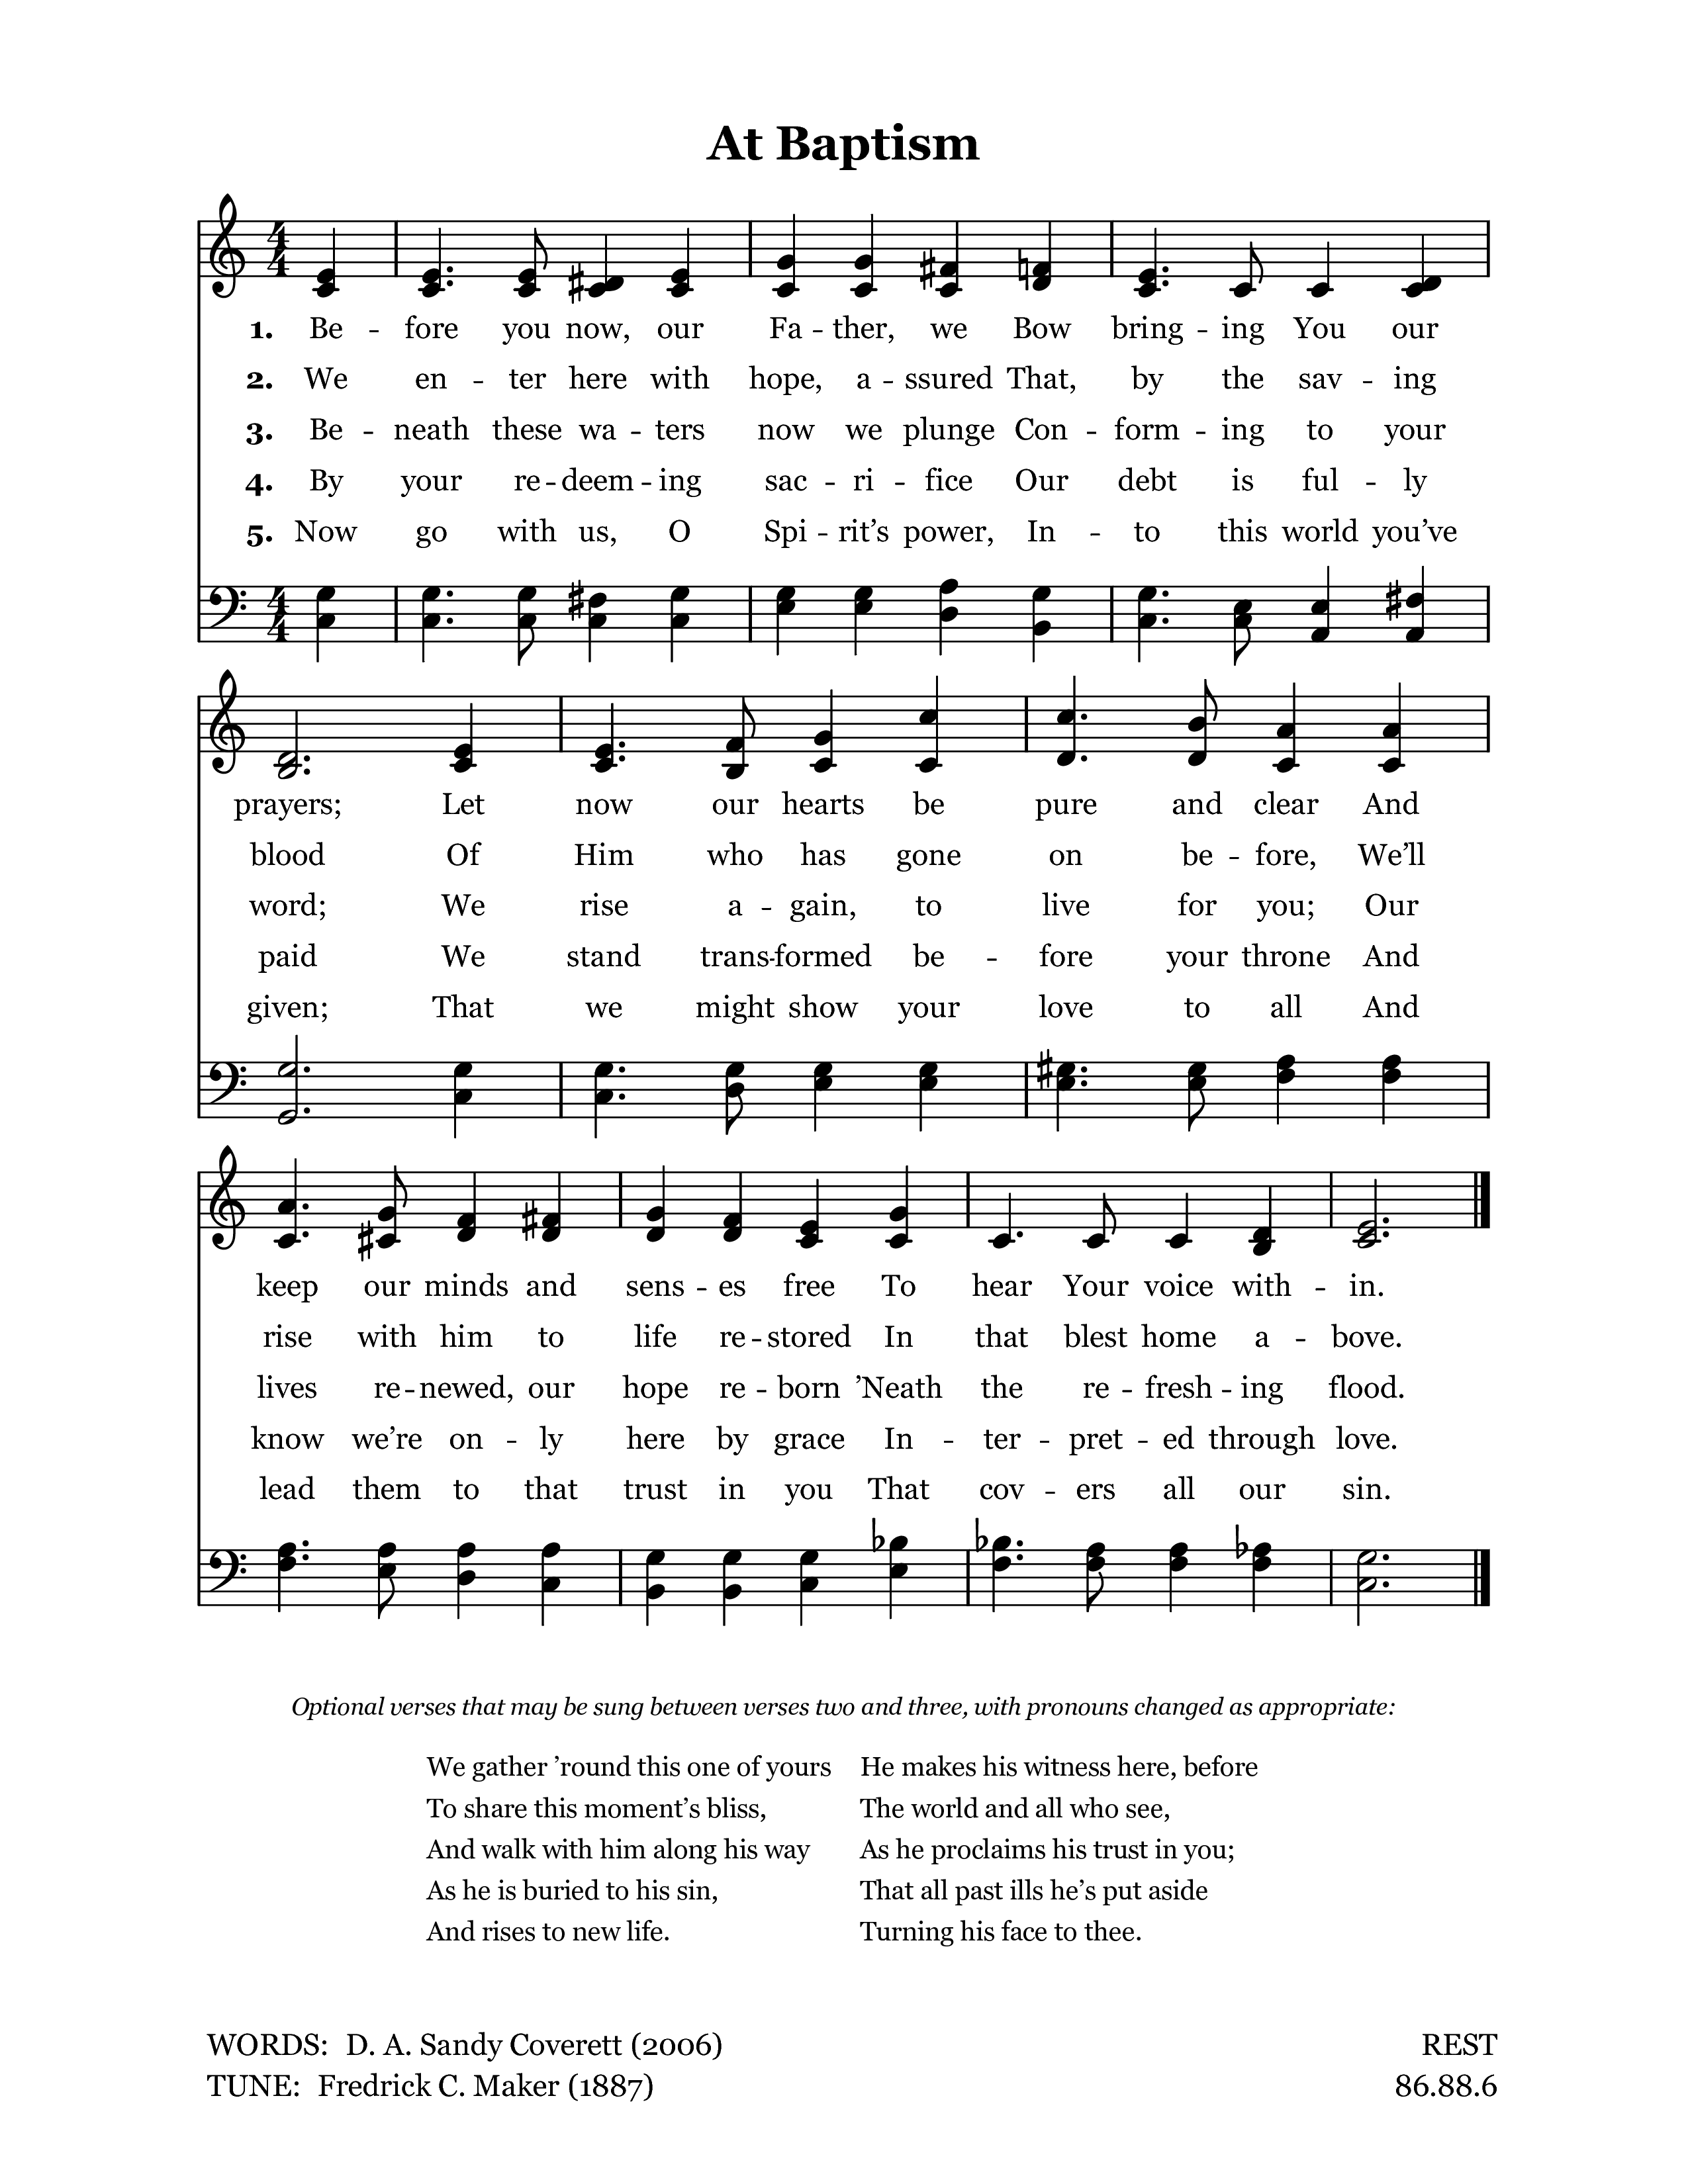 At Baptism
1. Be -- fore you now, our Fa -- ther, we Bow bring -- ing You our
2. We en -- ter here with hope, a -- ssured That, by the sav -- ing
3. Be -- neath these wa -- ters now we plunge Con -- form -- ing to your
4. By your re -- deem -- ing sac -- ri -- fice Our debt is ful -- ly
5. Now go with us, O Spi -- rit’s power, In -- to this world you’ve
prayers; Let now our hearts be pure and clear And
blood Of Him who has gone on be -- fore, We’ll
word; We rise a -- gain, to live for you; Our
paid We stand trans -- formed be -- fore your throne And
given; That we might show your love to all And
keep our minds and sens -- es free To hear Your voice with -- in.
rise with him to life re -- stored In that blest home a -- bove.
lives re -- newed, our hope re -- born ’Neath the re -- fresh -- ing flood.
know we’re on -- ly here by grace In -- ter -- pret -- ed through love.
lead them to that trust in you That cov -- ers all our sin.
Optional verses that may be sung between verses two and three, with pronouns changed as appropriate:
We gather ’round this one of yours
To share this moment’s bliss,
And walk with him along his way
As he is buried to his sin,
And rises to new life.
He makes his witness here, before
The world and all who see,
As he proclaims his trust in you;
That all past ills he’s put aside
Turning his face to thee.
WORDS: D. A. Sandy Coverett (2006)
TUNE: Fredrick C. Maker (1887)
REST
86.88.6